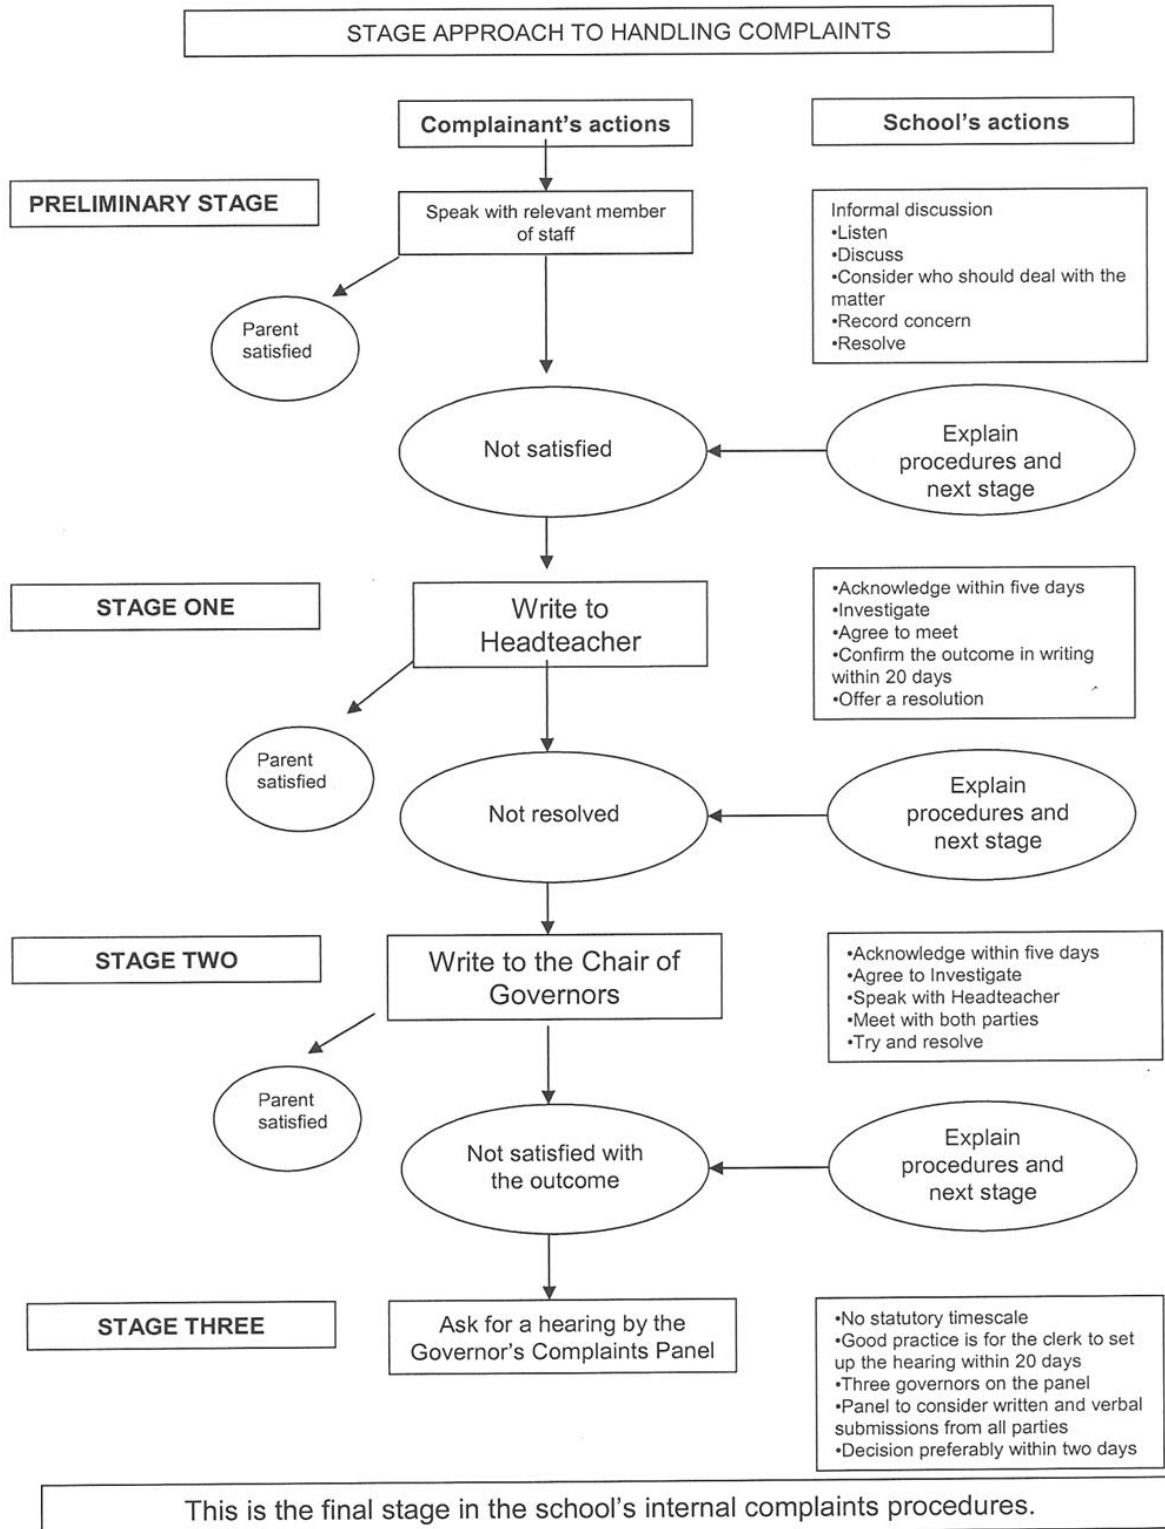 STAGE APPROACH TO HANDLING COMPLAINTS
Complainant's actions
School's actions
PRELIMINARY STAGE
Speak with relevant member
of staff
Informal discussion
•Listen
•Discuss
•Consider who should deal with the
matter
•Record concern
•Resolve
Parent
satisfied
Not satisfied
Explain
procedures and
next stage
STAGE ONE
Write to
Headteacher
•Acknowledge within five days
•Investigate
•Agree to meet
•Confirm the outcome in writing
within 20 days
•Offer a resolution
Parent
satisfied
Not resolved
Explain
procedures and
next stage
STAGE TWO
Write to the Chair of
Governors
•Acknowledge within five days
•Agree to Investigate
•Speak with Headteacher
•Meet with both parties
•Try and resolve
Parent
satisfied
Not satisfied with
the outcome
Explain
procedures and
next stage
STAGE THREE
Ask for a hearing by the
Governor's Complaints Panel
•No statutory timescale
•Good practice is for the clerk to set
up the hearing within 20 days
•Three governors on the panel
•Panel to consider written and verbal
submissions from all parties
•Decision preferably within two days
This is the final stage in the school's internal complaints procedures.